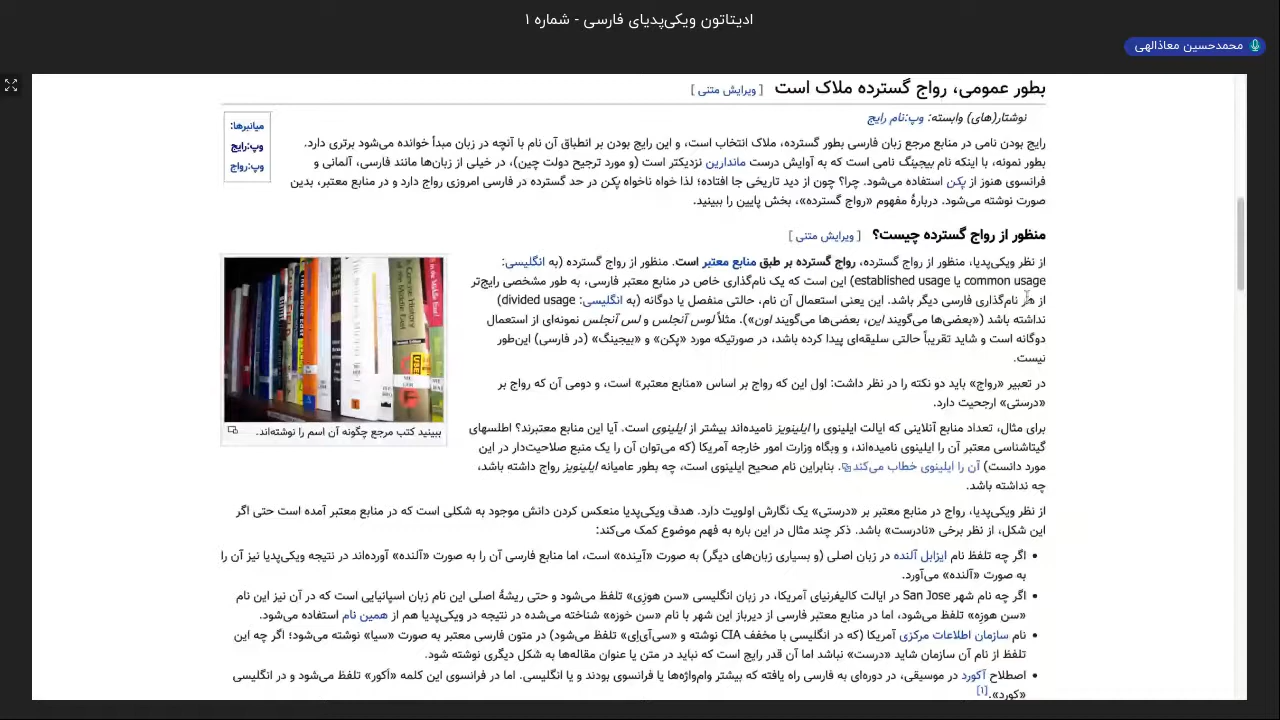 ادیتاتون ویکی‌پدیای فارسی - شماره ۱
محمدحسین معاذالهی
بطور عمومی، رواج گسترده ملاک است [ ویرایش متنی ]
نوشتار(های) وابسته: وپ:نام رایج
میانبرها:
وپ:رایج
وپ:رواج
رایج بودن نامی در منابع مرجع زبان فارسی بطور گسترده، ملاک انتخاب است، و این رایج بودن بر انطباق آن نام با آنچه در زبان مبدأ خوانده می‌شود برتری دارد.
بطور نمونه، با اینکه نام بیجینگ نامی است که به آوایش درست ماندارین نزدیکتر است (و مورد ترجیح دولت چین)، در خیلی از زبان‌ها مانند فارسی، آلمانی و
فرانسوی هنوز از پکن استفاده می‌شود. چرا؟ چون از دید تاریخی جا افتاده؛ لذا خواه ناخواه پکن در حد گسترده در فارسی امروزی رواج دارد و در منابع معتبر، بدین
صورت نوشته می‌شود. دربارهٔ مفهوم «رواج گسترده»، بخش پایین را ببینید.
منظور از رواج گسترده چیست؟ [ ویرایش متنی ]
از نظر ویکی‌پدیا، منظور از رواج گسترده، رواج گسترده بر طبق منابع معتبر است. منظور از رواج گسترده (به انگلیسی:
common usage یا established usage) این است که یک نام‌گذاری خاص در منابع معتبر فارسی، به طور مشخصی رایج‌تر
از هر نام‌گذاری فارسی دیگر باشد. این یعنی استعمال آن نام، حالتی منفصل یا دوگانه (به انگلیسی: divided usage)
نداشته باشد («بعضی‌ها می‌گویند این، بعضی‌ها می‌گویند اون»). مثلاً لوس آنجلس و لس آنجلس نمونه‌ای از استعمال
دوگانه است و شاید تقریباً حالتی سلیقه‌ای پیدا کرده باشد، در صورتیکه مورد «پکن» و «بیجینگ» (در فارسی) این‌طور
نیست.
در تعبیر «رواج» باید دو نکته را در نظر داشت: اول این که رواج بر اساس «منابع معتبر» است، و دومی آن که رواج بر
«درستی» ارجحیت دارد.
ببینید کتب مرجع چگونه آن اسم را نوشته‌اند.
برای مثال، تعداد منابع آنلاینی که ایالت ایلینوی را ایلینویز نامیده‌اند بیشتر از ایلینوی است. آیا این منابع معتبرند؟ اطلسهای
گیتاشناسی معتبر آن را ایلینوی نامیده‌اند، و وبگاه وزارت امور خارجه آمریکا (که می‌توان آن را یک منبع صلاحیت‌دار در این
مورد دانست) آن را ایلینوی خطاب می‌کند. بنابراین نام صحیح ایلینوی است، چه بطور عامیانه ایلینویز رواج داشته باشد،
چه نداشته باشد.
از نظر ویکی‌پدیا، رواج در منابع معتبر بر «درستی» یک نگارش اولویت دارد. هدف ویکی‌پدیا منعکس کردن دانش موجود به شکلی است که در منابع معتبر آمده است حتی اگر
این شکل، از نظر برخی «نادرست» باشد. ذکر چند مثال در این باره به فهم موضوع کمک می‌کند:
• اگر چه تلفظ نام ایزابل آلنده در زبان اصلی (و بسیاری زبان‌های دیگر) به صورت «آینده» است، اما منابع فارسی آن را به صورت «آلنده» آورده‌اند در نتیجه ویکی‌پدیا نیز آن را
به صورت «آلنده» می‌آورد.
• اگر چه نام شهر San Jose در ایالت کالیفرنیای آمریکا، در زبان انگلیسی «سن هوزی» تلفظ می‌شود و حتی ریشهٔ اصلی این نام زبان اسپانیایی است که در آن نیز این نام
«سن هوزه» تلفظ می‌شود، اما در منابع معتبر فارسی از دیرباز این شهر با نام «سن خوزه» شناخته می‌شده در نتیجه در ویکی‌پدیا هم از همین نام استفاده می‌شود.
• نام سازمان اطلاعات مرکزی آمریکا (که در انگلیسی با مخفف CIA نوشته و «سی‌آی‌اِی» تلفظ می‌شود) در متون فارسی معتبر به صورت «سیا» نوشته می‌شود؛ اگر چه این
تلفظ از نام آن سازمان شاید «درست» نباشد اما آن قدر رایج است که نباید در متن یا عنوان مقاله‌ها به شکل دیگری نوشته شود.
• اصطلاح آکورد در موسیقی، در دوره‌ای به فارسی راه یافته که بیشتر وام‌واژه‌ها یا فرانسوی بودند و یا انگلیسی. اما در فرانسوی این کلمه «اَکور» تلفظ می‌شود و در انگلیسی
«کورد».[۱]